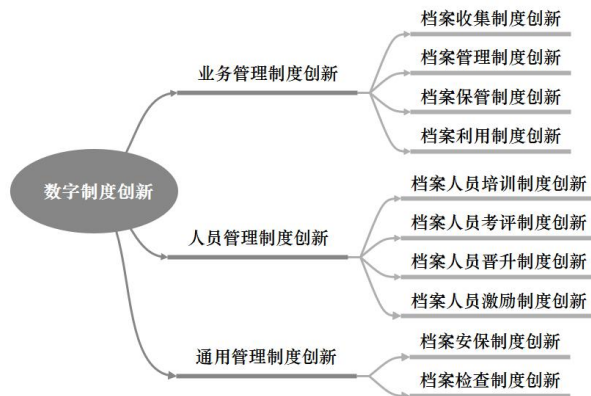 数字制度创新
业务管理制度创新
档案收集制度创新
档案管理制度创新
档案保管制度创新
档案利用制度创新
人员管理制度创新
档案人员培训制度创新
档案人员考评制度创新
档案人员晋升制度创新
档案人员激励制度创新
通用管理制度创新
档案安保制度创新
档案检查制度创新